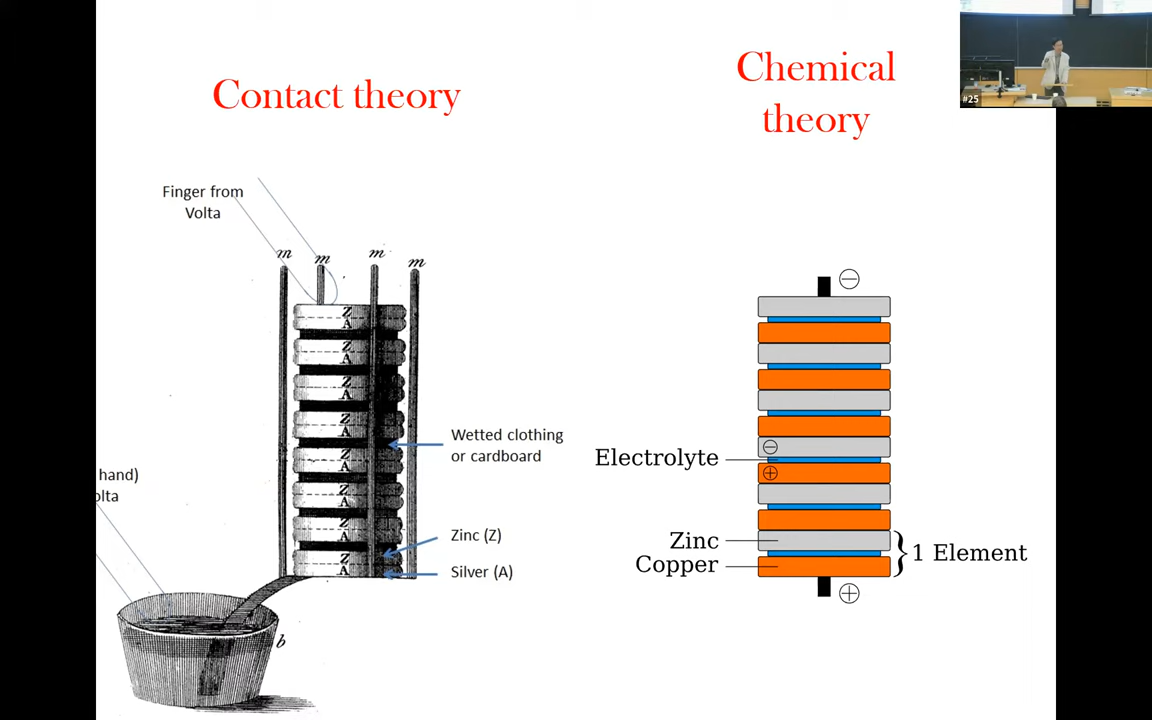 Contact theory
Chemical
theory
#25
Finger from
Volta
m
m
m
m
Z
A
Z
A
Z
A
Z
A
Z
A
Z
A
Z
A
Z
A
Wetted clothing
or cardboard
hand)
olta
Zinc (Z)
Silver (A)
b
⊖
⊖
Electrolyte
⊕
Zinc
Copper
1 Element
⊕